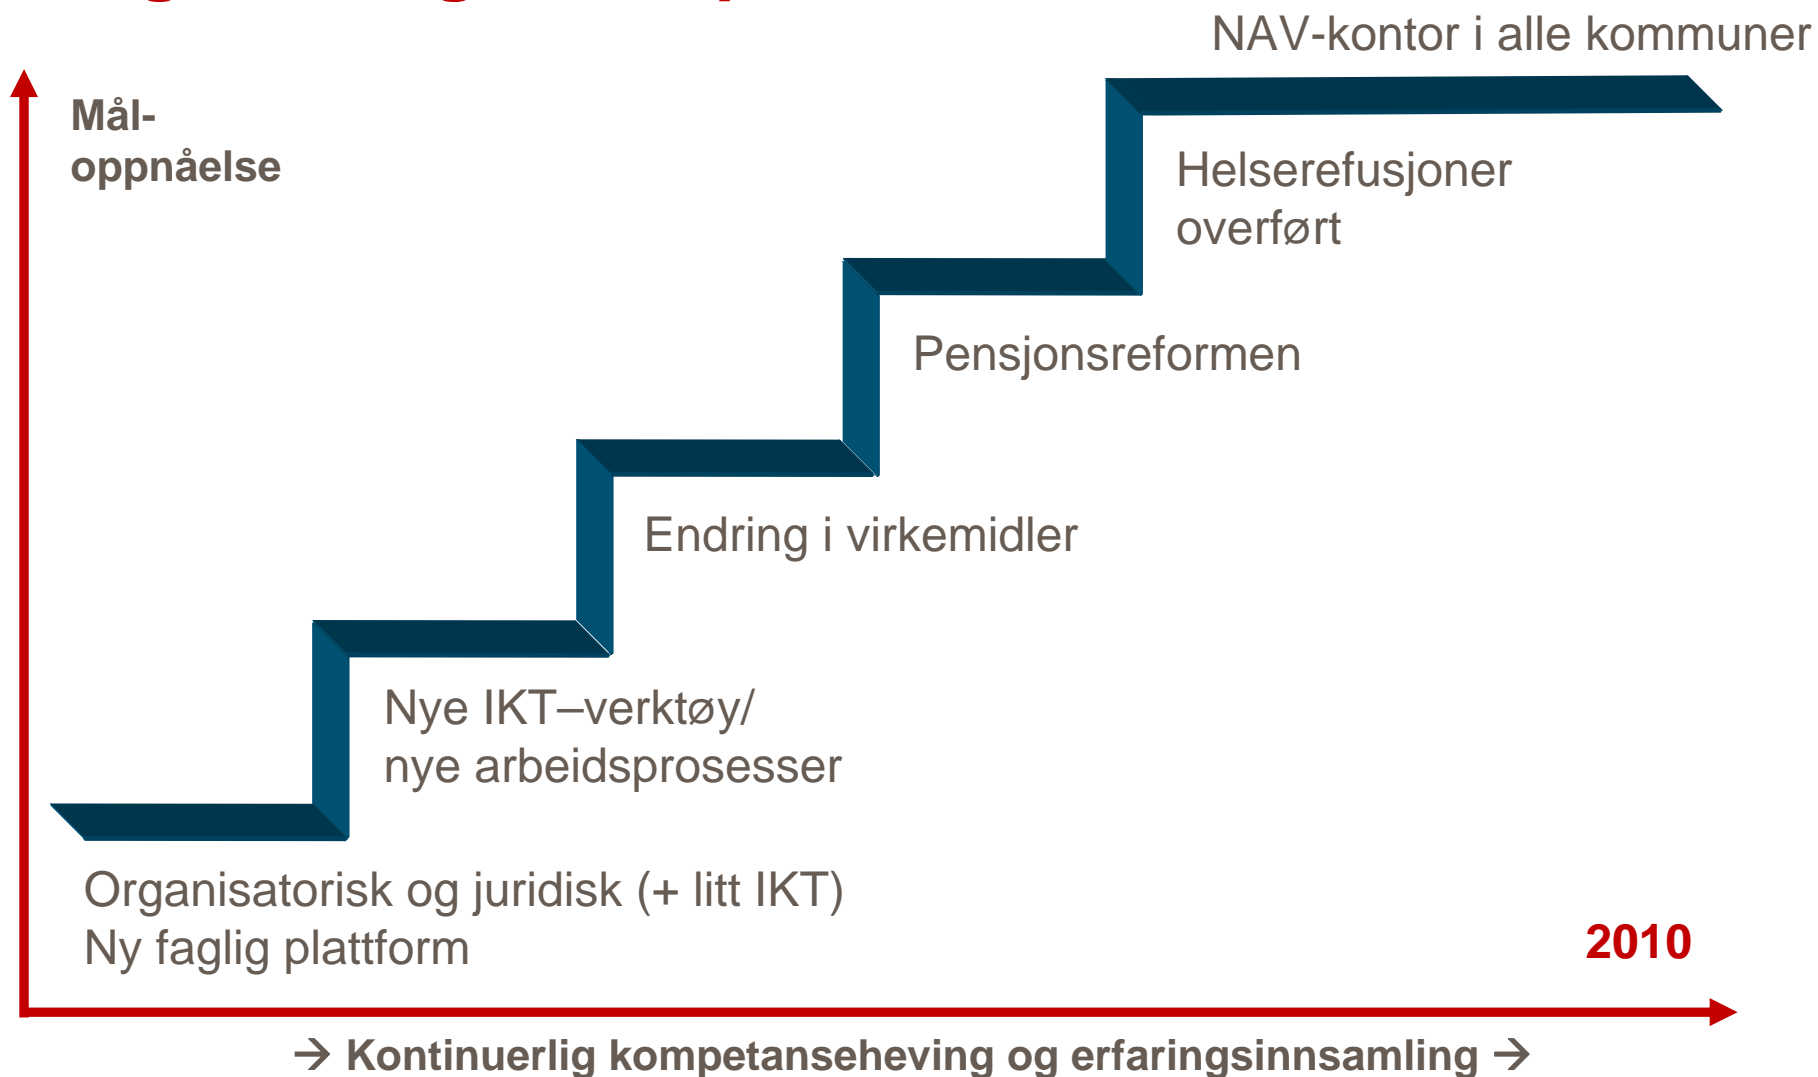 NAV-kontor i alle kommuner
Mål-
oppnåelse
Helserefusjoner
overført
Pensjonsreformen
Endring i virkemidler
Nye IKT–verktøy/
nye arbeidsprosesser
Organisatorisk og juridisk (+ litt IKT)
Ny faglig plattform
2010
→ Kontinuerlig kompetanseheving og erfaringsinnsamling →